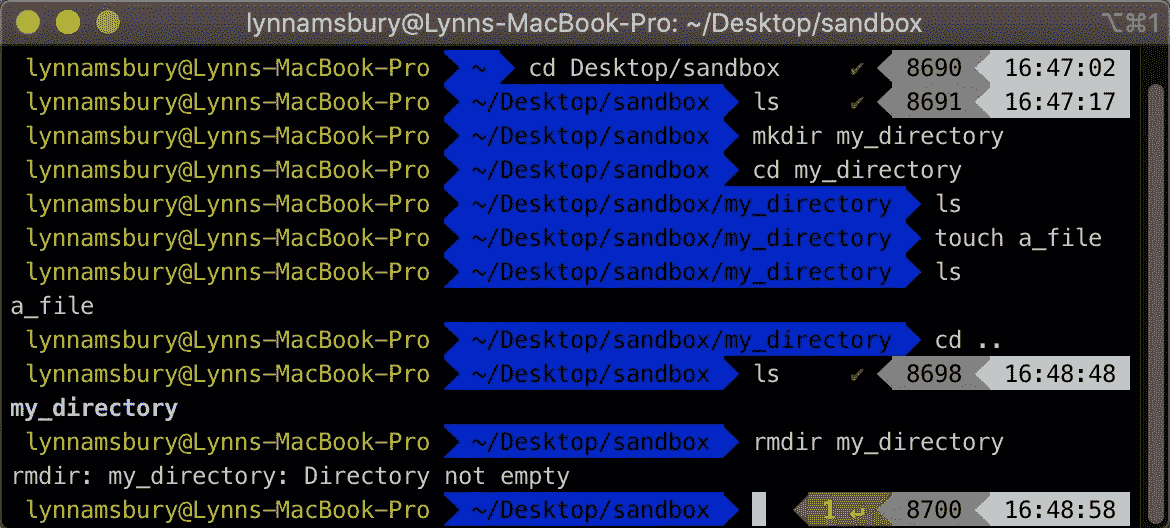 lynnamsbury@Lynns-MacBook-Pro: ~/Desktop/sandbox ⌥⌘1
lynnamsbury@Lynns-MacBook-Pro ~ cd Desktop/sandbox ✓ 8690 16:47:02
lynnamsbury@Lynns-MacBook-Pro ~/Desktop/sandbox ls ✓ 8691 16:47:17
lynnamsbury@Lynns-MacBook-Pro ~/Desktop/sandbox mkdir my_directory
lynnamsbury@Lynns-MacBook-Pro ~/Desktop/sandbox cd my_directory
lynnamsbury@Lynns-MacBook-Pro ~/Desktop/sandbox/my_directory ls
lynnamsbury@Lynns-MacBook-Pro ~/Desktop/sandbox/my_directory touch a_file
lynnamsbury@Lynns-MacBook-Pro ~/Desktop/sandbox/my_directory ls
a_file
lynnamsbury@Lynns-MacBook-Pro ~/Desktop/sandbox/my_directory cd ..
lynnamsbury@Lynns-MacBook-Pro ~/Desktop/sandbox ls ✓ 8698 16:48:48
my_directory
lynnamsbury@Lynns-MacBook-Pro ~/Desktop/sandbox rmdir my_directory
rmdir: my_directory: Directory not empty
lynnamsbury@Lynns-MacBook-Pro ~/Desktop/sandbox 1 ↵ 8700 16:48:58